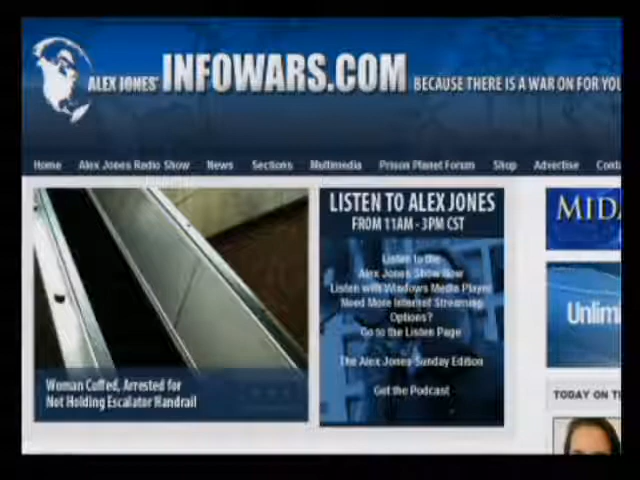 ALEX JONES' INFOWARS.COM BECAUSE THERE IS A WAR ON FOR YOU
Home Alex Jones Radio Show News Sections Multimedia Prison Planet Forum Shop Advertise Cont
LISTEN TO ALEX JONES
FROM 11AM - 3PM CST
Listen to the
Alex Jones Show Now
Listen with Windows Media Player
Need More Internet Streaming
Options?
Go to the Listen Page
The Alex Jones Sunday Edition
Get the Podcast
Woman Cuffed, Arrested for
Not Holding Escalator Handrail
MIDA
Unlim
TODAY ON T